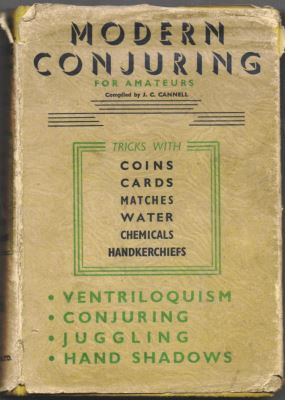 MODERN
CONJURING
FOR AMATEURS
Compiled by J. C. CANNELL
TRICKS WITH
COINS
CARDS
MATCHES
WATER
CHEMICALS
HANDKERCHIEFS
• VENTRILOQUISM
• CONJURING
• JUGGLING
• HAND SHADOWS